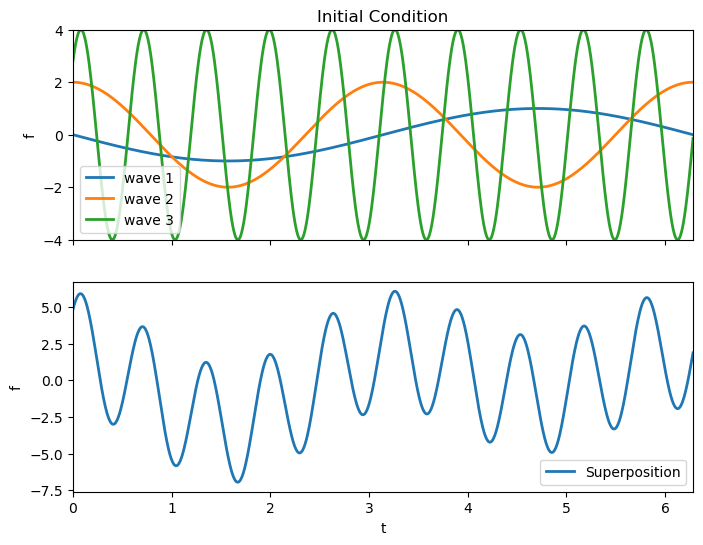 Initial Condition
4
2
0
−2
−4
f
wave 1
wave 2
wave 3
5.0
2.5
0.0
−2.5
−5.0
−7.5
f
Superposition
0 1 2 3 4 5 6
t